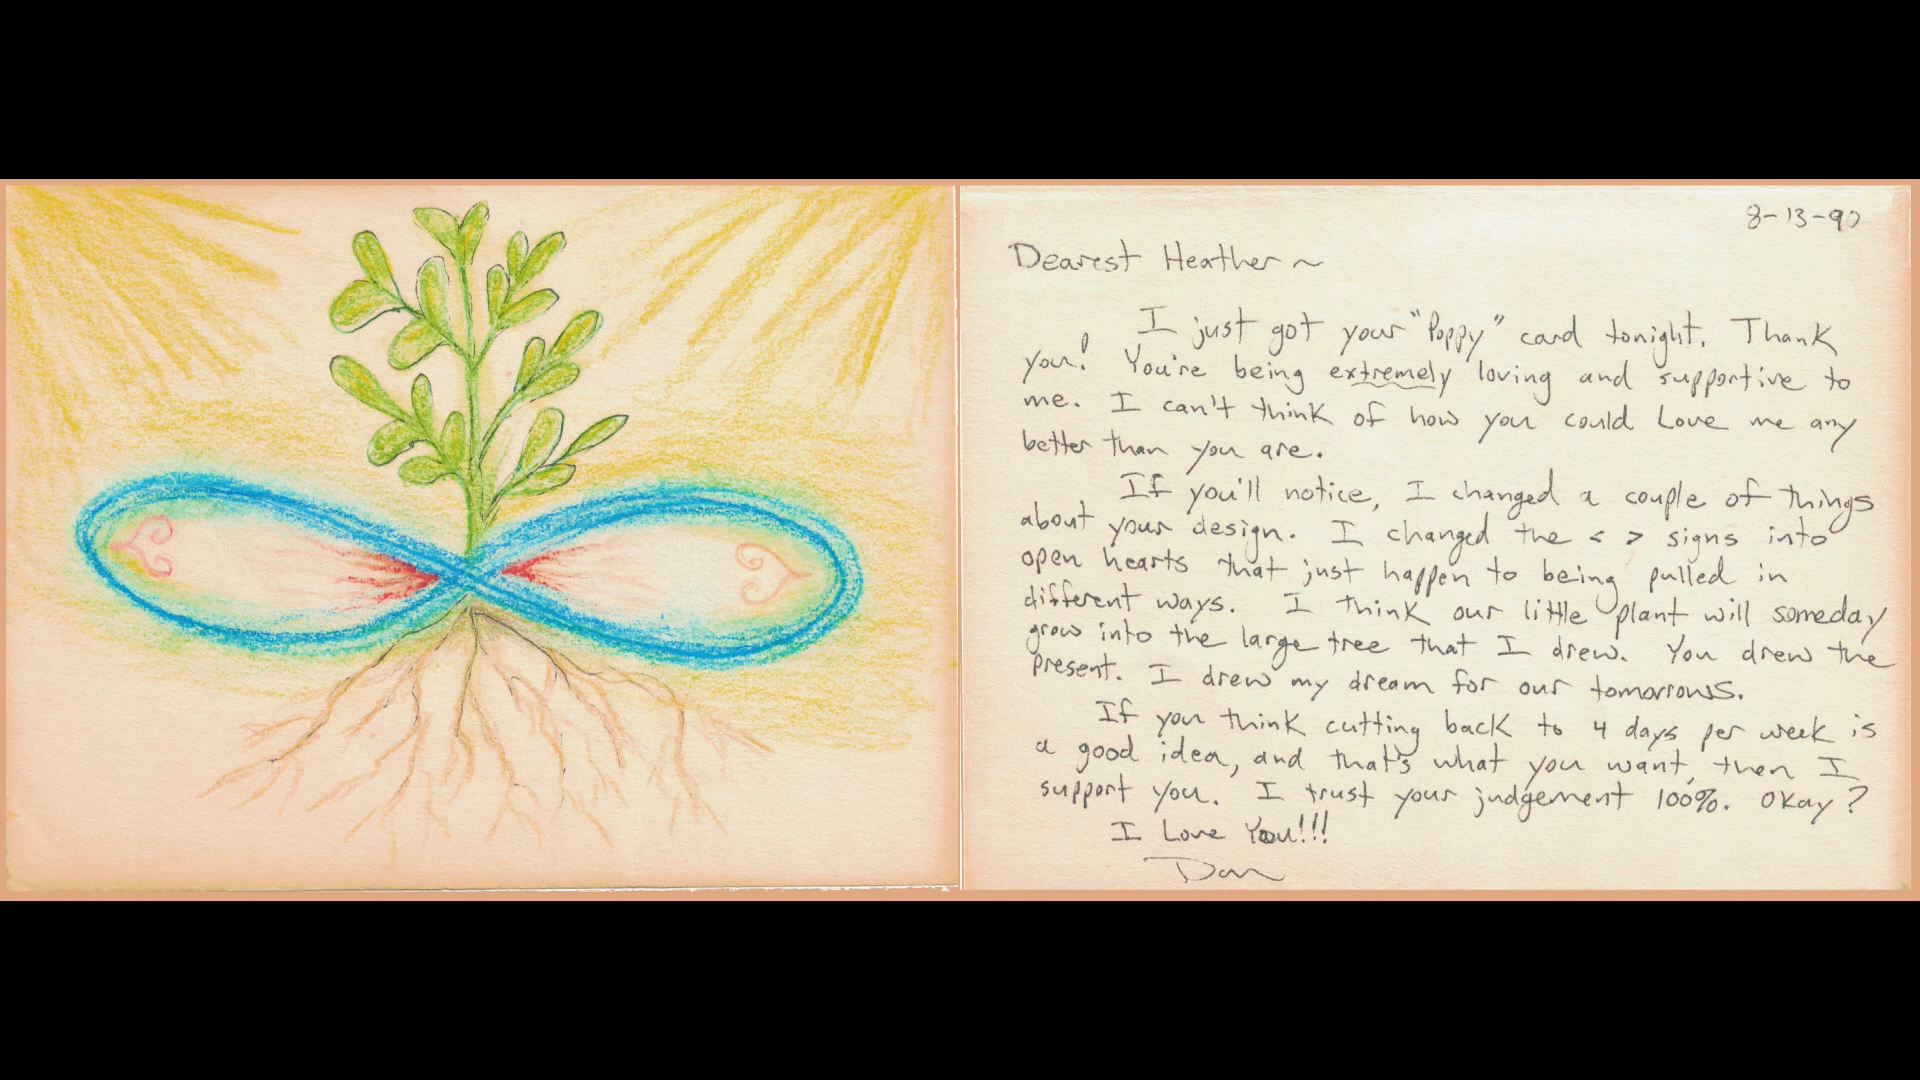 8-13-90
Dearest Heather ~
I just got your "Poppy" card tonight. Thank
you! You're being extremely loving and supportive to
me. I can't think of how you could Love me any
better than you are.
If you'll notice, I changed a couple of things
about your design. I changed the < > signs into
open hearts that just happen to being pulled in
different ways. I think our little plant will someday
grow into the large tree that I drew. You drew the
present. I drew my dream for our tomorrows.
If you think cutting back to 4 days per week is
a good idea, and that's what you want, then I
support you. I trust your judgement 100%. Okay?
I Love You!!!
Dan